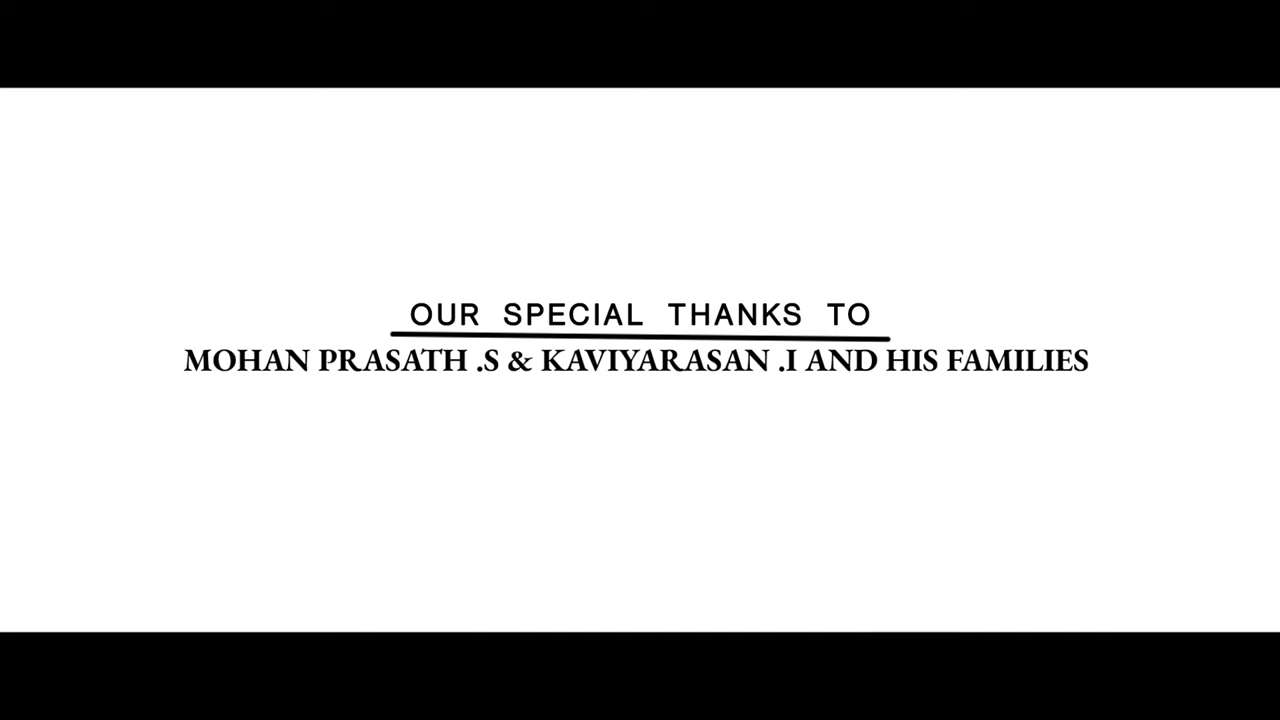 OUR SPECIAL THANKS TO
MOHAN PRASATH .S & KAVIYARASAN .I AND HIS FAMILIES